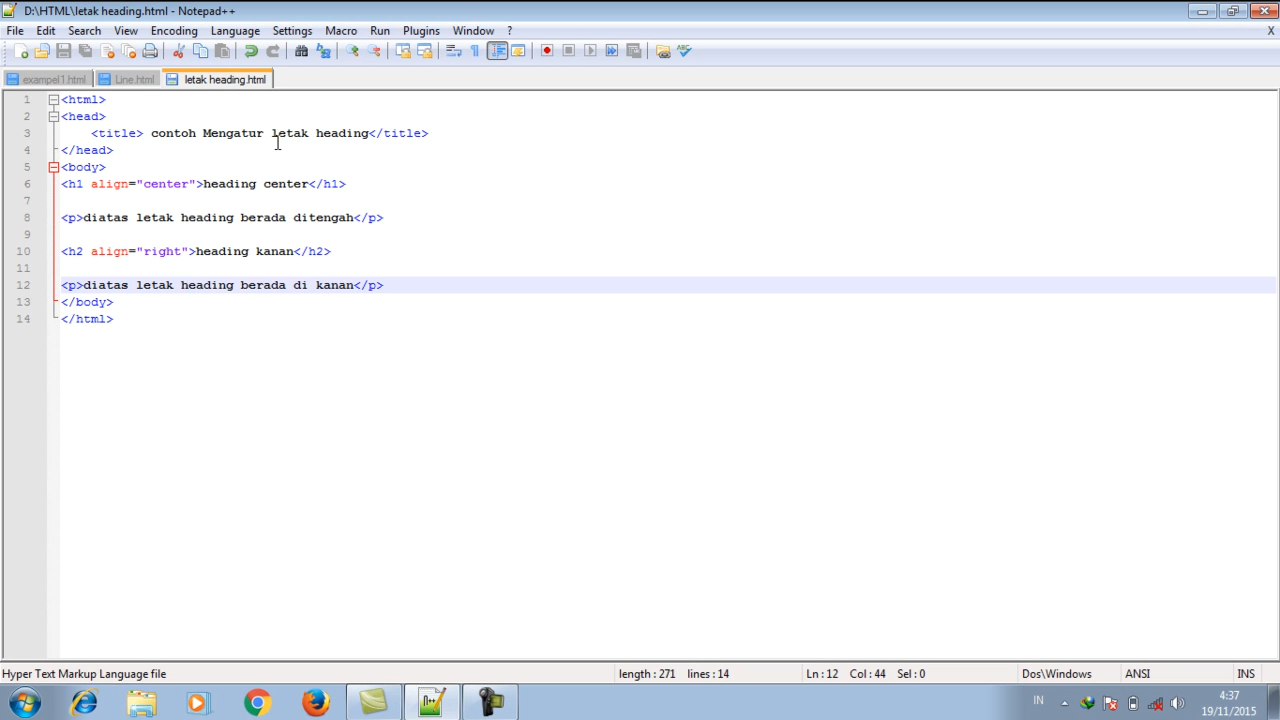 D:\HTML\letak heading.html - Notepad++
File Edit Search View Encoding Language Settings Macro Run Plugins Window ? X
exampel1.html Line.html letak heading.html
1 <html>
2 <head>
3 <title> contoh Mengatur letak heading</title>
4 </head>
5 <body>
6 <h1 align="center">heading center</h1>
7
8 <p>diatas letak heading berada ditengah</p>
9
10 <h2 align="right">heading kanan</h2>
11
12 <p>diatas letak heading berada di kanan</p>
13 </body>
14 </html>
Hyper Text Markup Language file length : 271 lines : 14 Ln : 12 Col : 44 Sel : 0 Dos\Windows ANSI INS
IN 4:37
19/11/2015